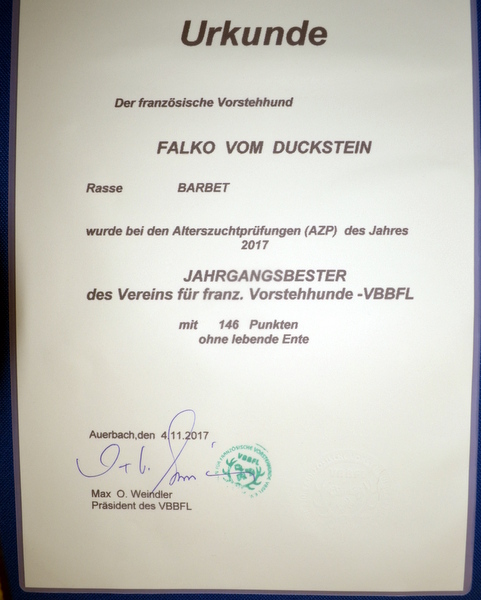 Urkunde
Der französische Vorstehhund
FALKO VOM DUCKSTEIN
Rasse BARBET
wurde bei den Alterszuchtprüfungen (AZP) des Jahres
2017
JAHRGANGSBESTER
des Vereins für franz. Vorstehhunde -VBBFL
mit 146 Punkten
ohne lebende Ente
Auerbach,den 4.11.2017
VBBFL
Max O. Weindler
Präsident des VBBFL